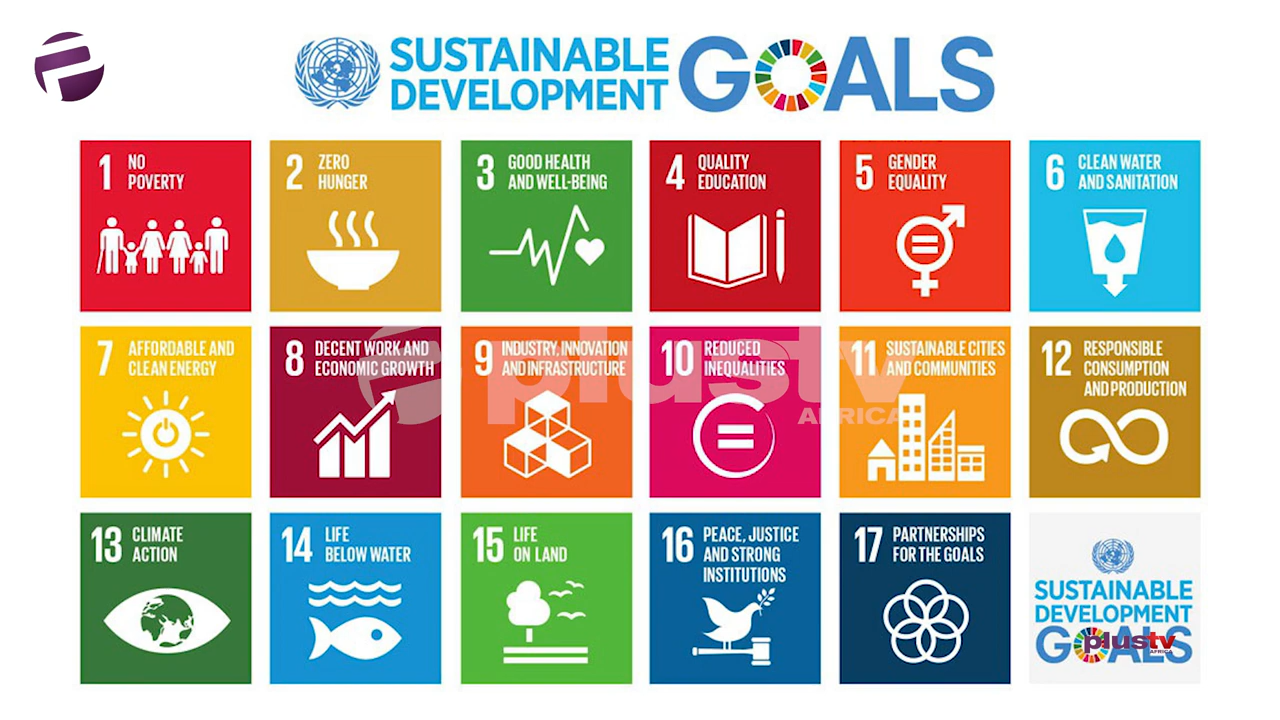 SUSTAINABLE
DEVELOPMENT
GOALS
1 NO
POVERTY
2 ZERO
HUNGER
3 GOOD HEALTH
AND WELL-BEING
4 QUALITY
EDUCATION
5 GENDER
EQUALITY
6 CLEAN WATER
AND SANITATION
7 AFFORDABLE AND
CLEAN ENERGY
8 DECENT WORK AND
ECONOMIC GROWTH
9 INDUSTRY, INNOVATION
AND INFRASTRUCTURE
10 REDUCED
INEQUALITIES
11 SUSTAINABLE CITIES
AND COMMUNITIES
12 RESPONSIBLE
CONSUMPTION
AND PRODUCTION
plustv
AFRICA
13 CLIMATE
ACTION
14 LIFE
BELOW WATER
15 LIFE
ON LAND
16 PEACE, JUSTICE
AND STRONG
INSTITUTIONS
17 PARTNERSHIPS
FOR THE GOALS
SUSTAINABLE
DEVELOPMENT
GOALS
plustv
AFRICA